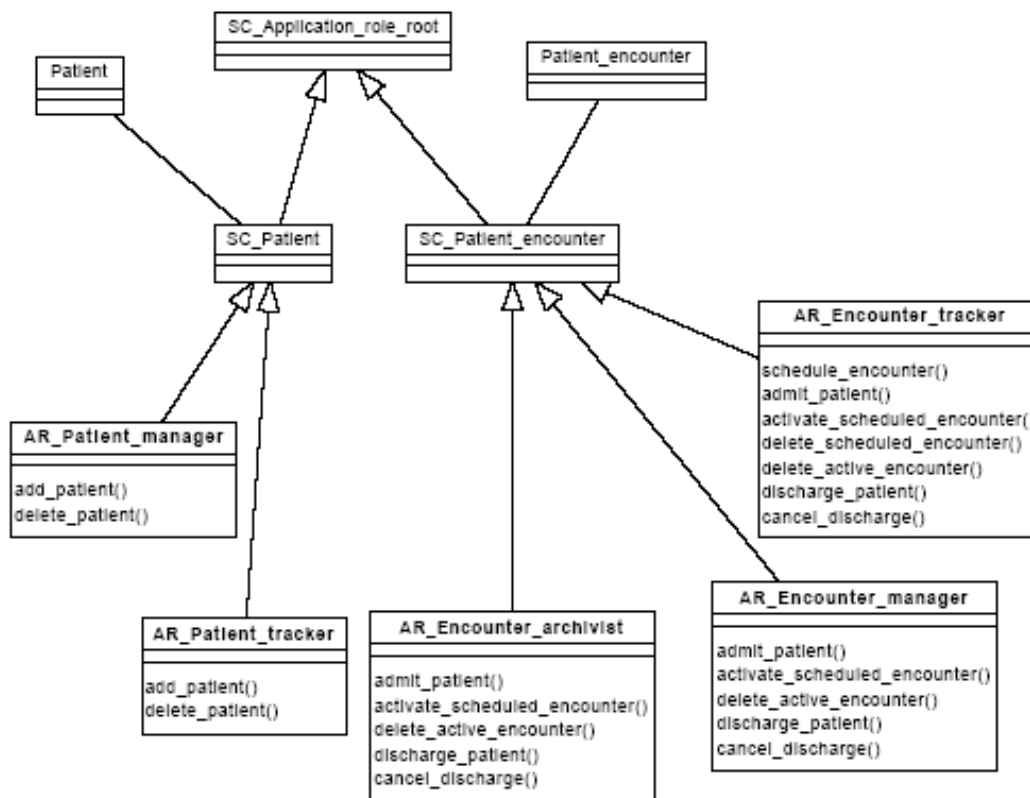 SC_Application_role_root
Patient
Patient_encounter
SC_Patient
SC_Patient_encounter
AR_Encounter_tracker
schedule_encounter()
admit_patient()
activate_scheduled_encounter()
delete_scheduled_encounter()
delete_active_encounter()
discharge_patient()
cancel_discharge()
AR_Patient_manager
add_patient()
delete_patient()
AR_Encounter_manager
admit_patient()
activate_scheduled_encounter()
delete_active_encounter()
discharge_patient()
cancel_discharge()
AR_Patient_tracker
add_patient()
delete_patient()
AR_Encounter_archivist
admit_patient()
activate_scheduled_encounter()
delete_active_encounter()
discharge_patient()
cancel_discharge()